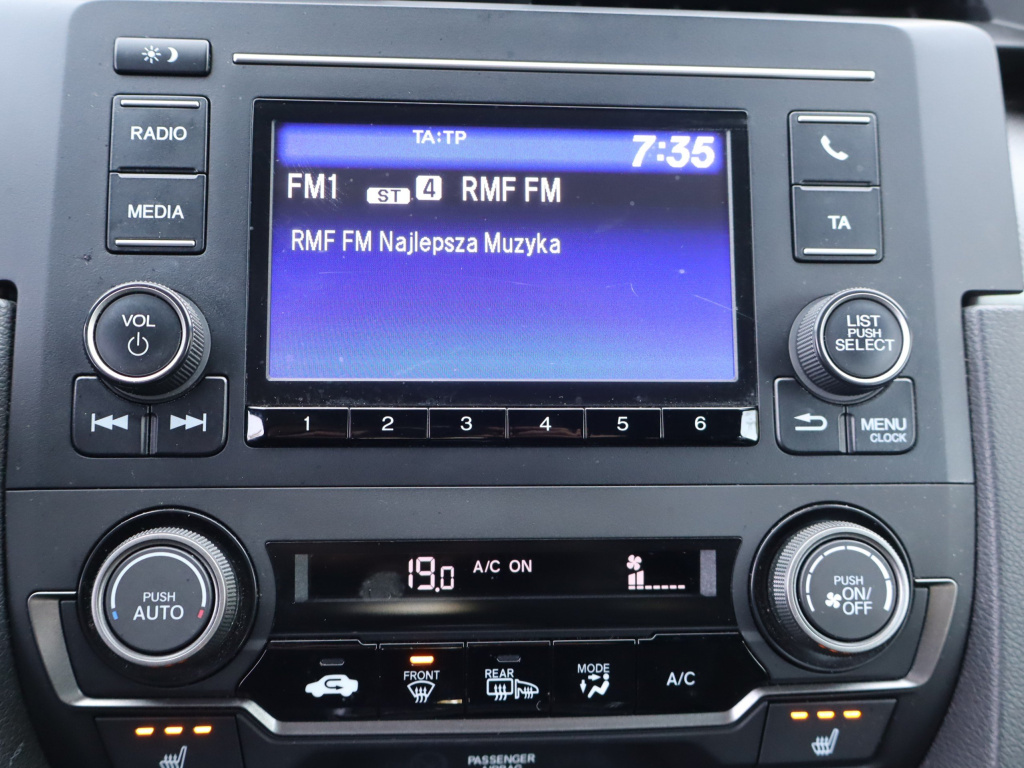 RADIO
MEDIA
VOL
TA:TP
7:35
FM1 ST 4 RMF FM
RMF FM Najlepsza Muzyka
1 2 3 4 5 6
TA
LIST
PUSH
SELECT
MENU
CLOCK
PUSH
AUTO
19.0 A/C ON
PUSH
ON/
OFF
FRONT
REAR
MODE
A/C
PASSENGER
AIRBAG